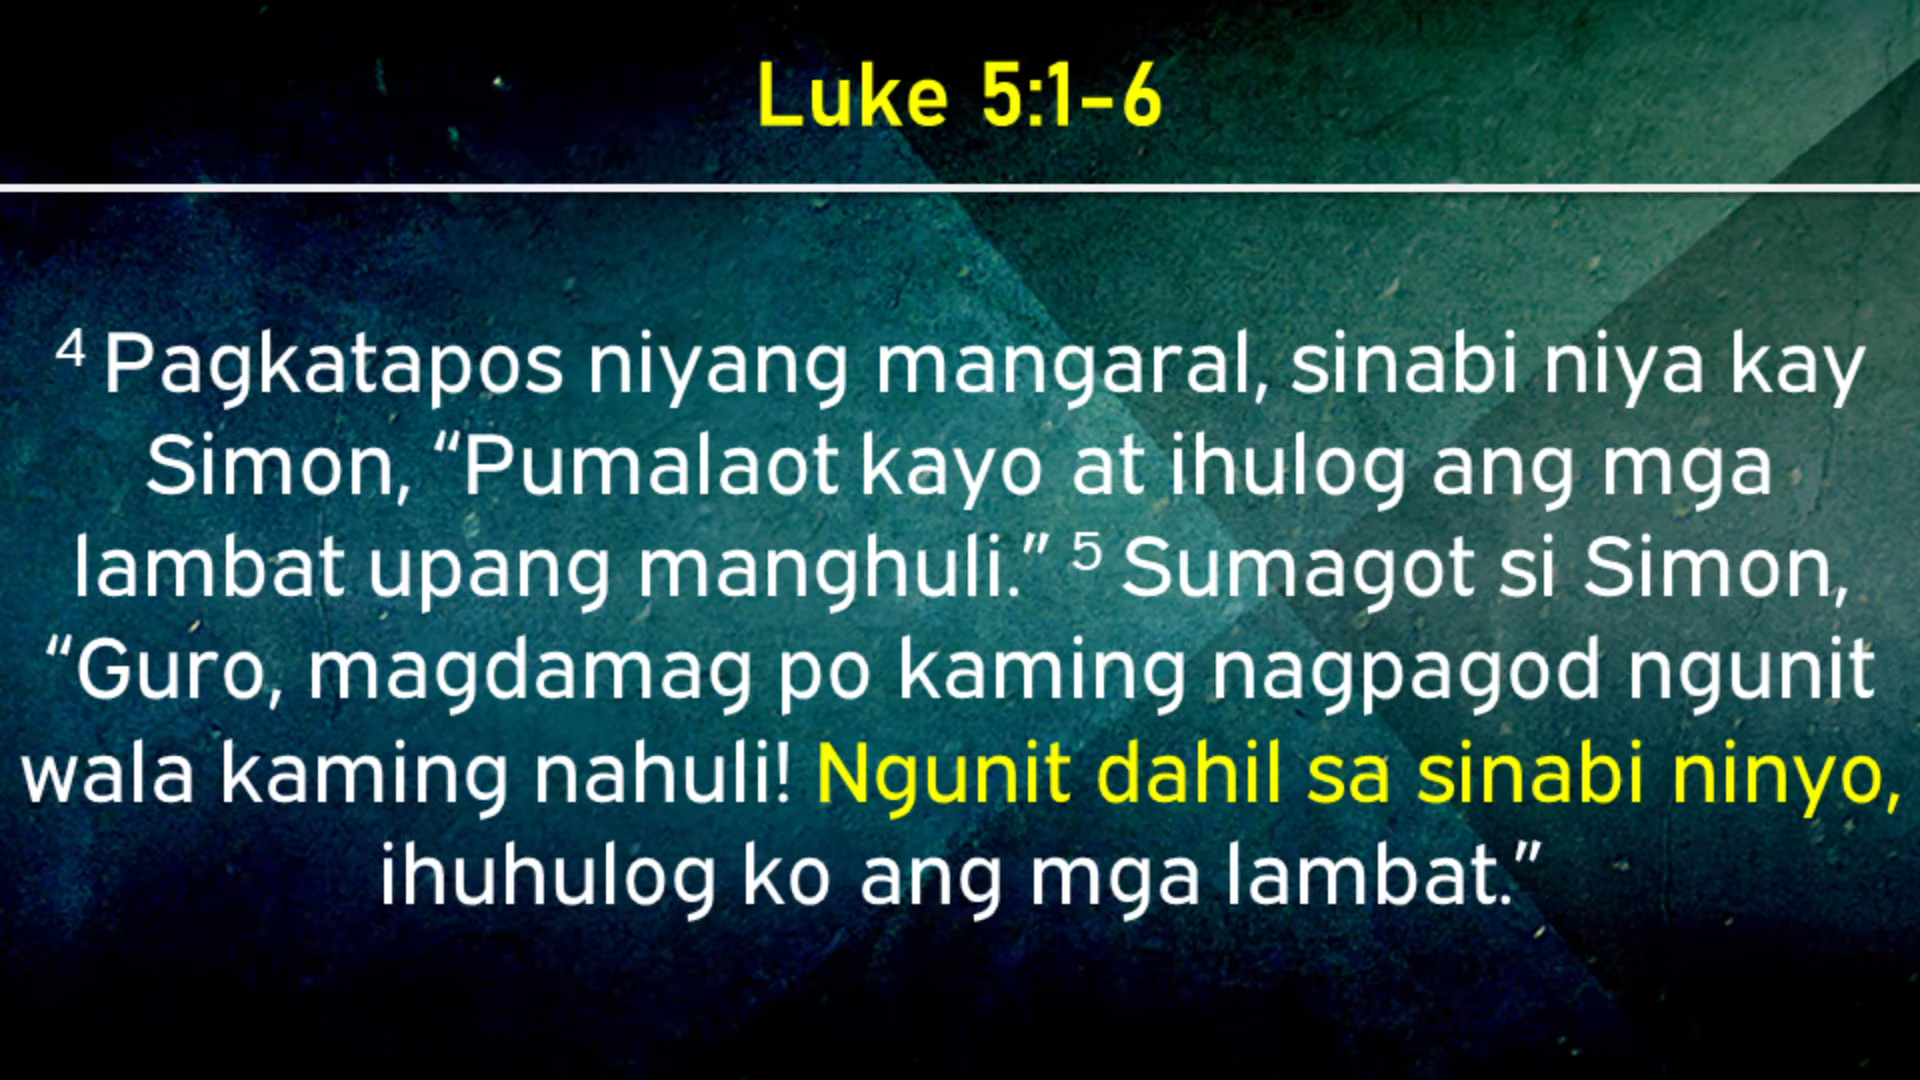 Luke 5:1-6
4 Pagkatapos niyang mangaral, sinabi niya kay
Simon, “Pumalaot kayo at ihulog ang mga
lambat upang manghuli.” 5 Sumagot si Simon,
“Guro, magdamag po kaming nagpagod ngunit
wala kaming nahuli! Ngunit dahil sa sinabi ninyo,
ihuhulog ko ang mga lambat.”